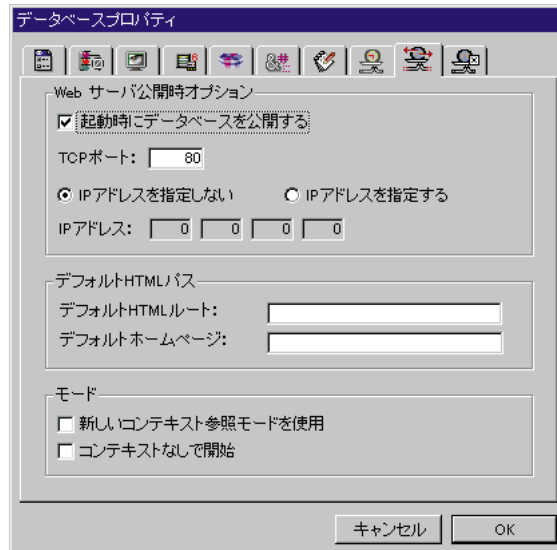 データベースプロパティ
Web サーバ公開時オプション
起動時にデータベースを公開する
TCPポート: 80
IPアドレスを指定しない IPアドレスを指定する
IPアドレス: 0 0 0 0
デフォルトHTMLパス
デフォルトHTMLルート:
デフォルトホームページ:
モード
新しいコンテキスト参照モードを使用
コンテキストなしで開始
キャンセル OK